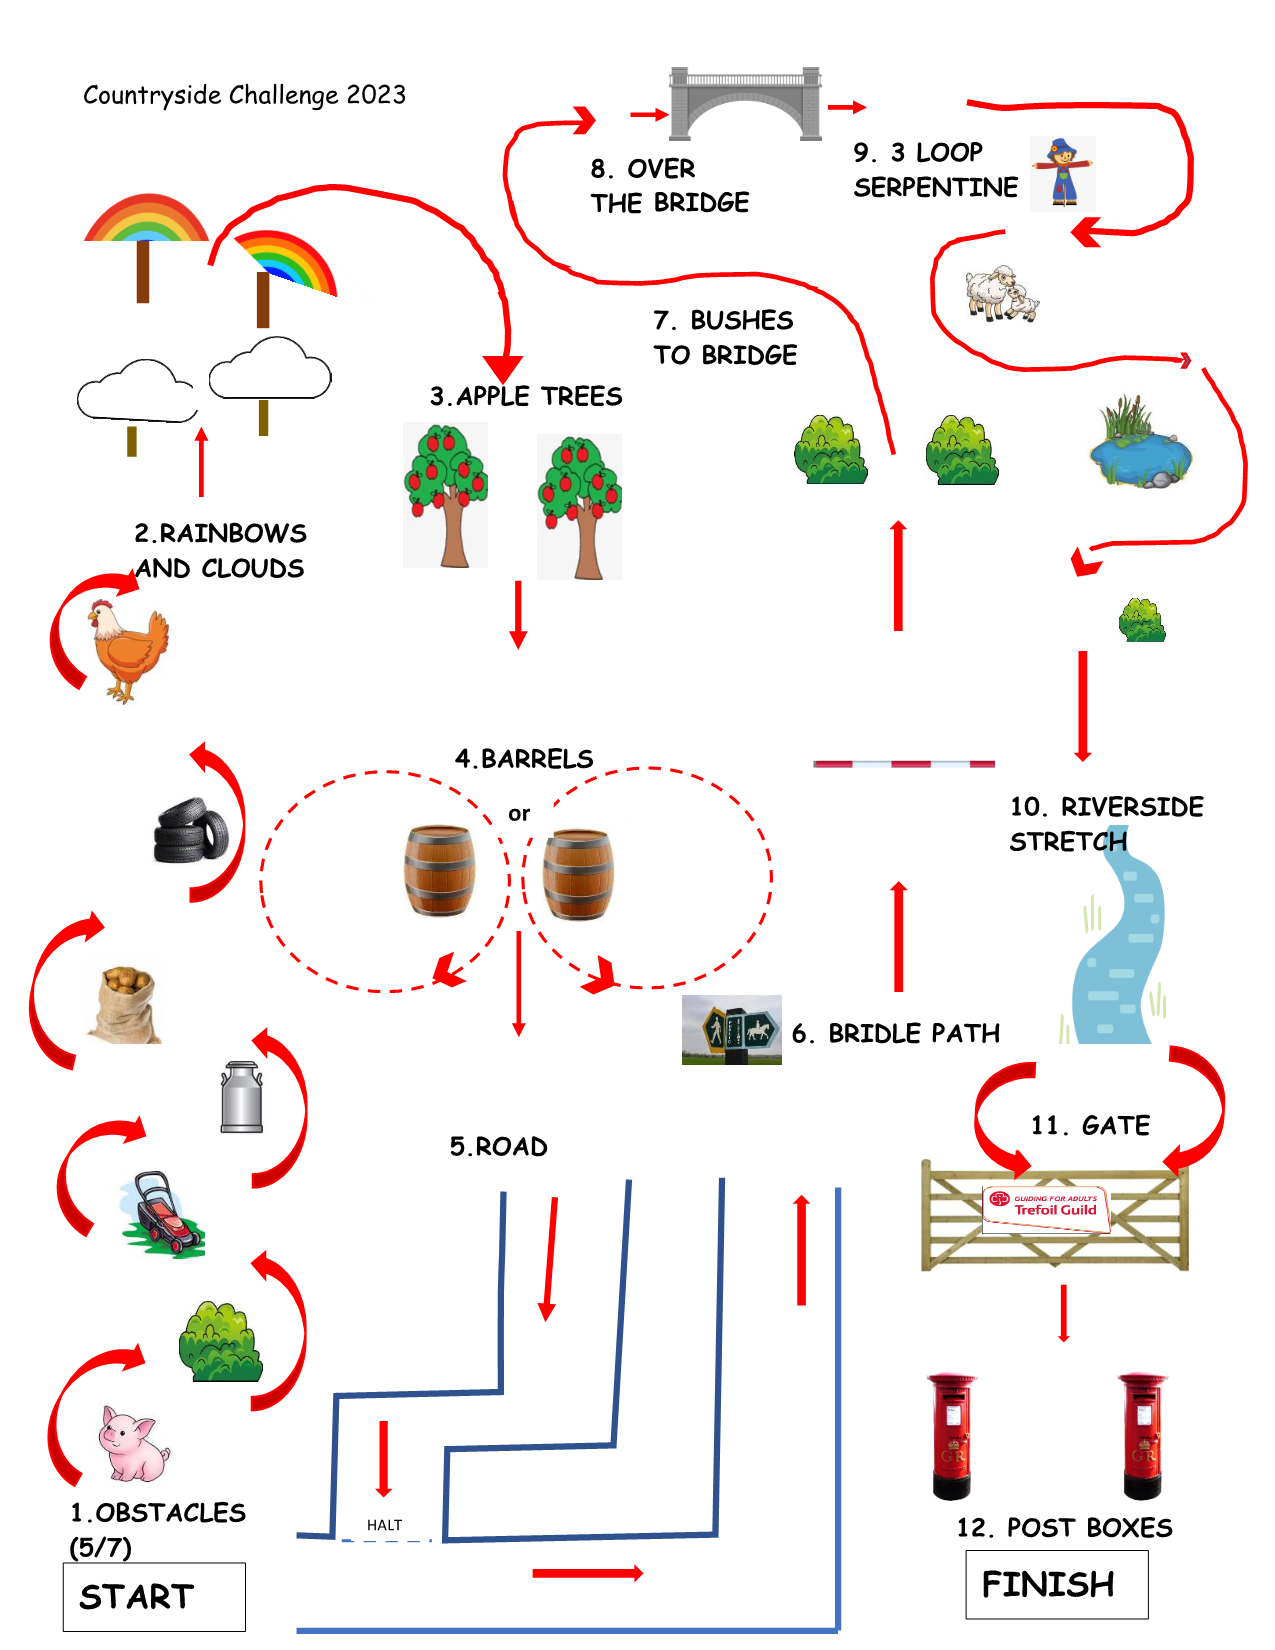 Countryside Challenge 2023
8. OVER
THE BRIDGE
9. 3 LOOP
SERPENTINE
7. BUSHES
TO BRIDGE
3.APPLE TREES
2.RAINBOWS
AND CLOUDS
4.BARRELS
or
10. RIVERSIDE
STRETCH
6. BRIDLE PATH
11. GATE
5.ROAD
GUIDING FOR ADULTS
Trefoil Guild
GR
GR
HALT
1.OBSTACLES
(5/7)
START
12. POST BOXES
FINISH